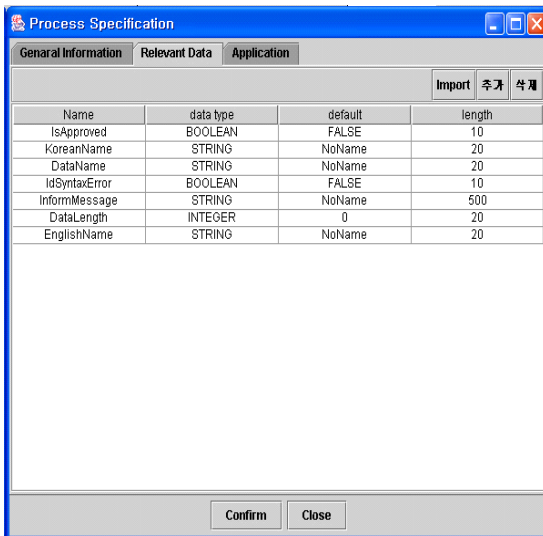 Process Specification
Genaral Information Relevant Data Application
Import 추가 삭제
Name data type default length
IsApproved BOOLEAN FALSE 10
KoreanName STRING NoName 20
DataName STRING NoName 20
IdSyntaxError BOOLEAN FALSE 10
InformMessage STRING NoName 500
DataLength INTEGER 0 20
EnglishName STRING NoName 20
Confirm Close